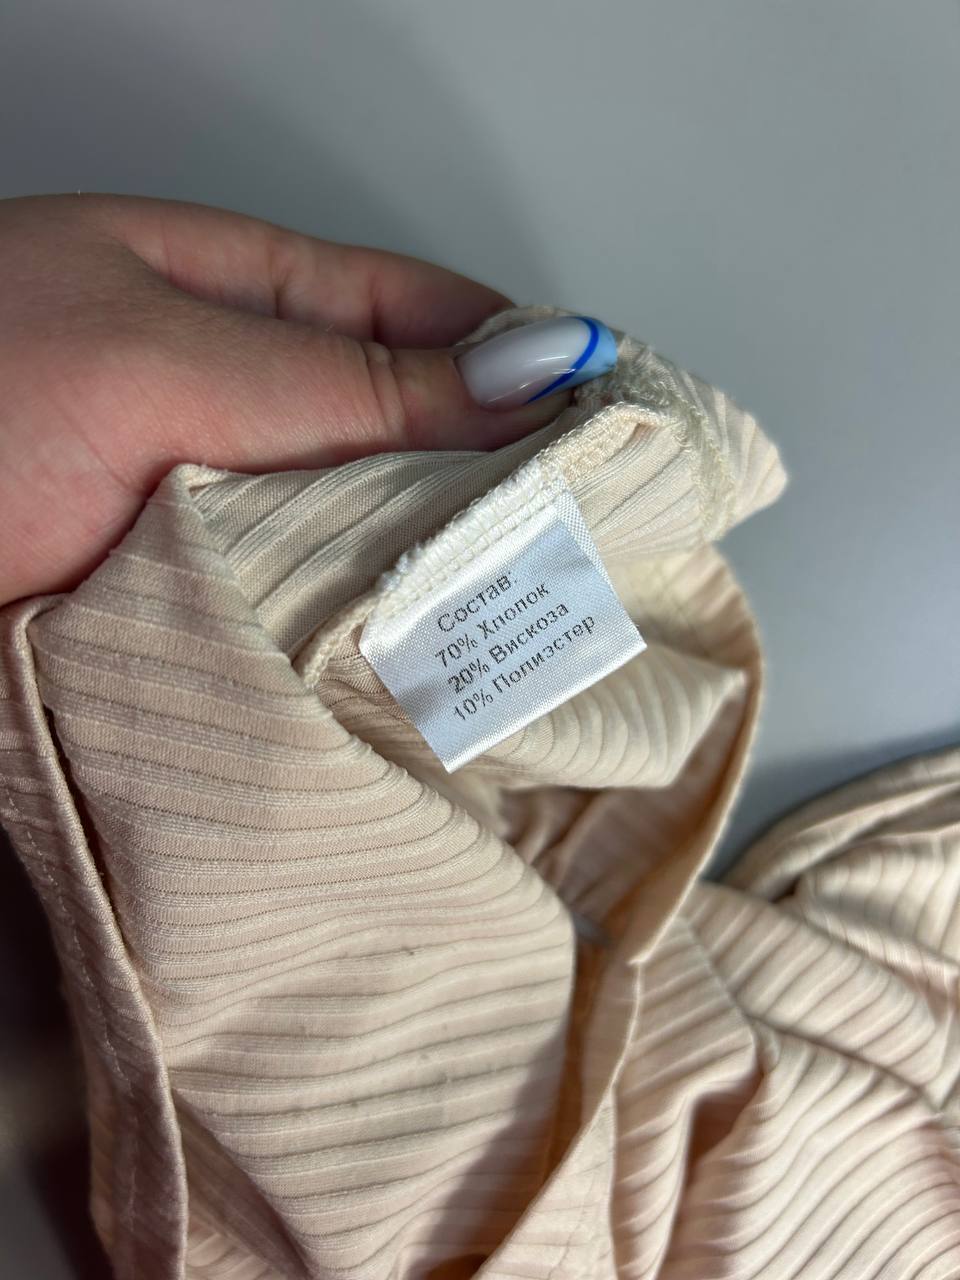 Состав:
70% Хлопок
20% Вискоза
10% Полиэстер